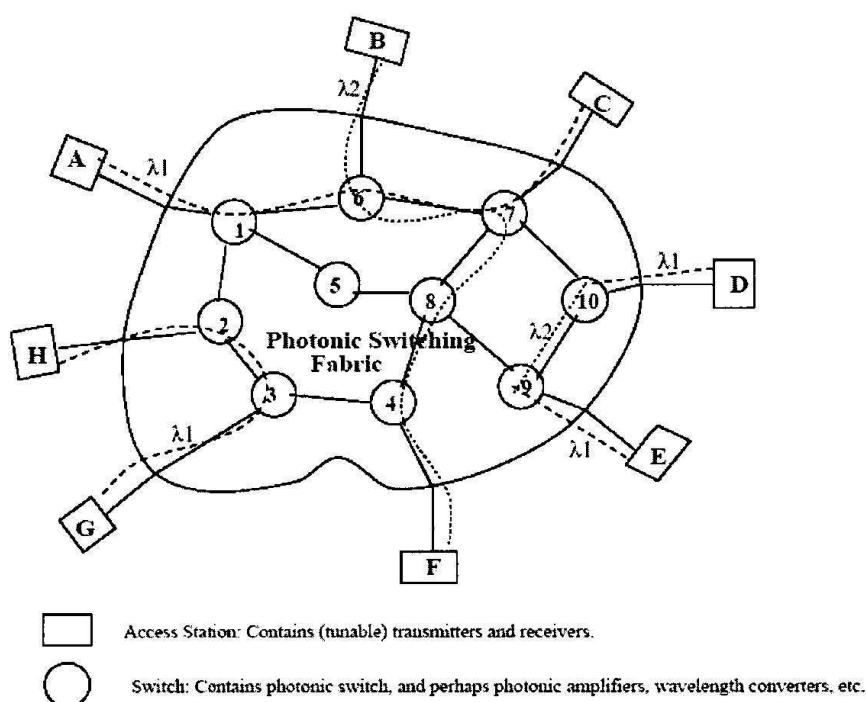 B
λ2
C
A
λ1
6
7
1
λ1
5
D
8
10
2
Photonic Switching
λ2
H
Fabric
9
3
4
λ1
E
λ1
G
F
Access Station: Contains (tunable) transmitters and receivers.
Switch: Contains photonic switch, and perhaps photonic amplifiers, wavelength converters, etc.